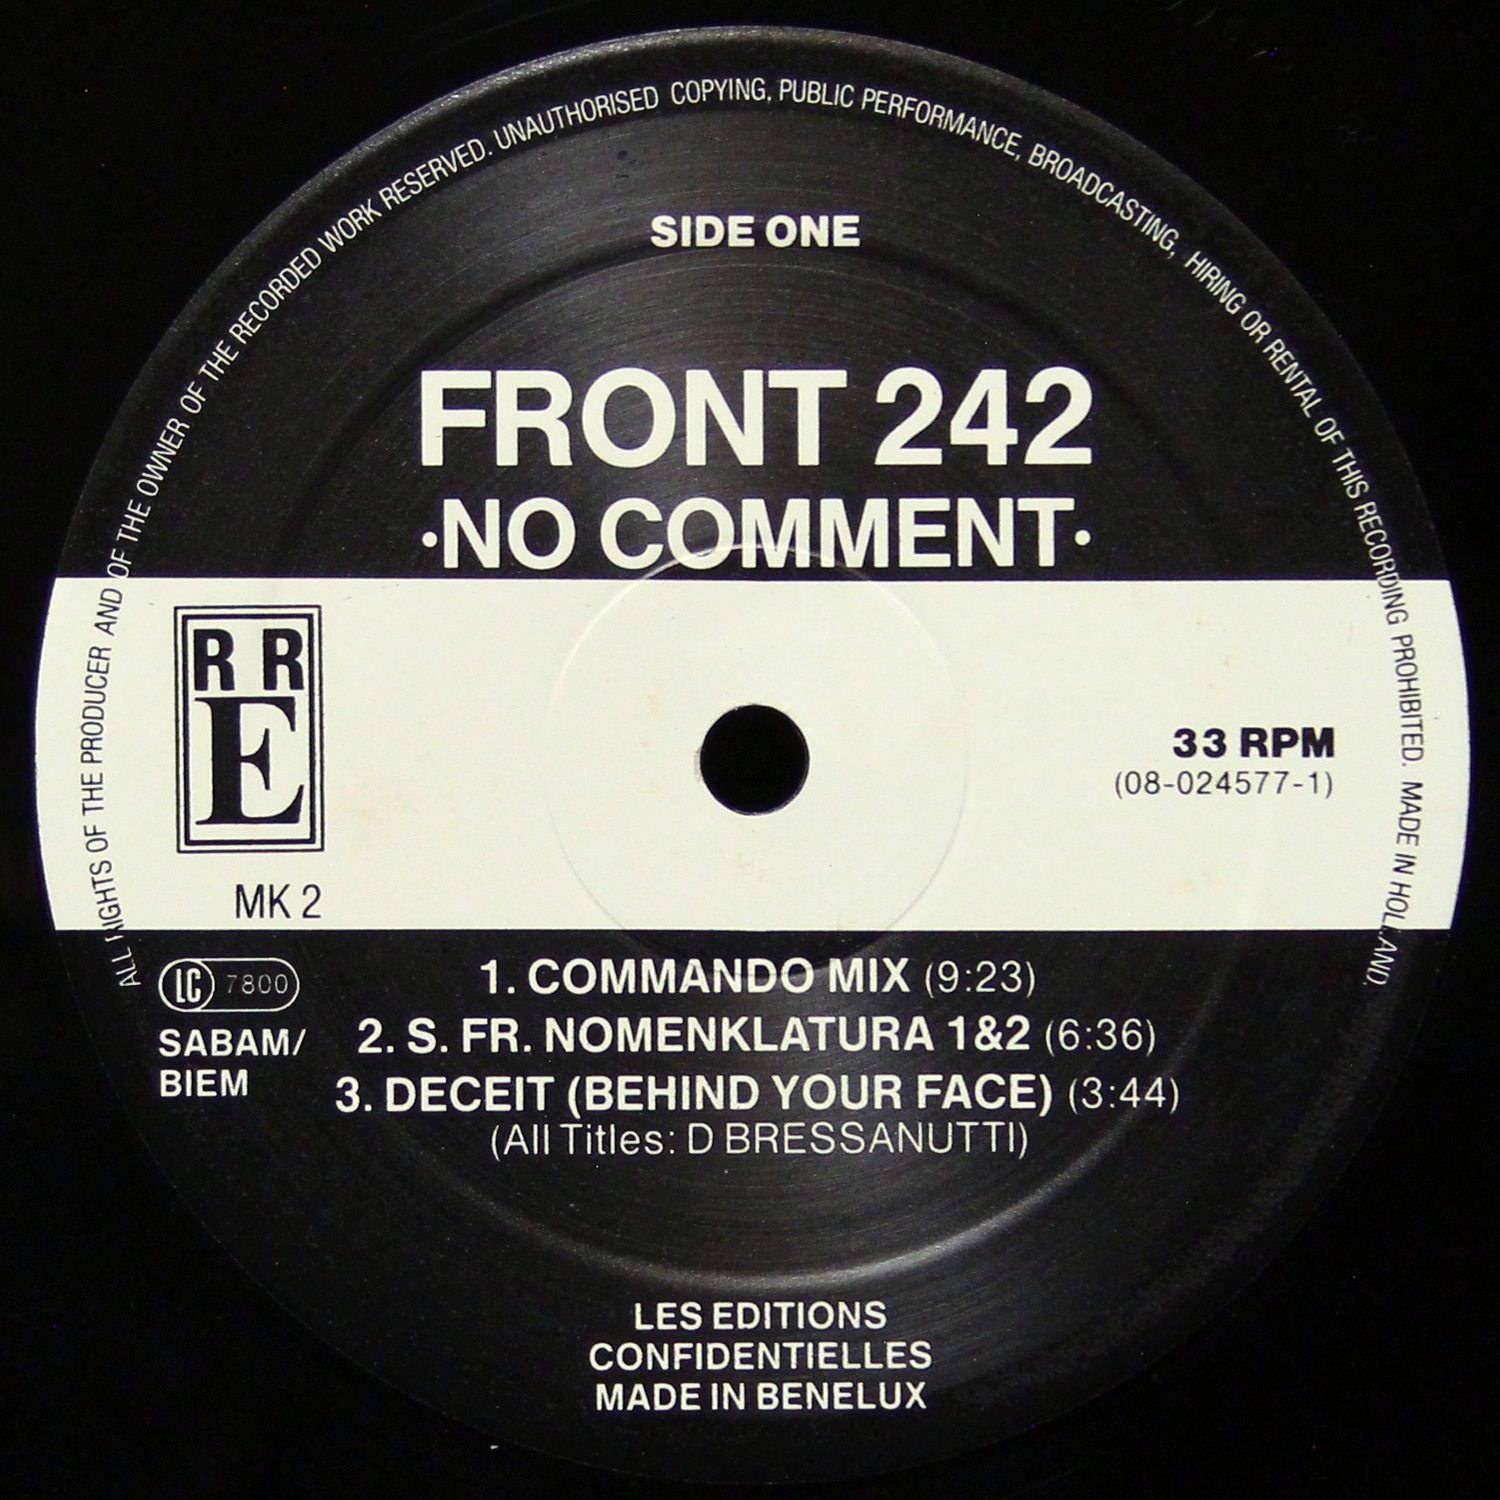 ALL RIGHTS OF THE PRODUCER AND OF THE OWNER OF THE RECORDED WORK RESERVED. UNAUTHORISED COPYING, PUBLIC PERFORMANCE, BROADCASTING, HIRING OR RENTAL OF THIS RECORDING PROHIBITED. MADE IN HOLLAND.
SIDE ONE
FRONT 242
·NO COMMENT·
R R
E
MK 2
33 RPM
(08-024577-1)
LC 7800
SABAM/
BIEM
1. COMMANDO MIX (9:23)
2. S. FR. NOMENKLATURA 1&2 (6:36)
3. DECEIT (BEHIND YOUR FACE) (3:44)
(All Titles: D BRESSANUTTI)
LES EDITIONS
CONFIDENTIELLES
MADE IN BENELUX